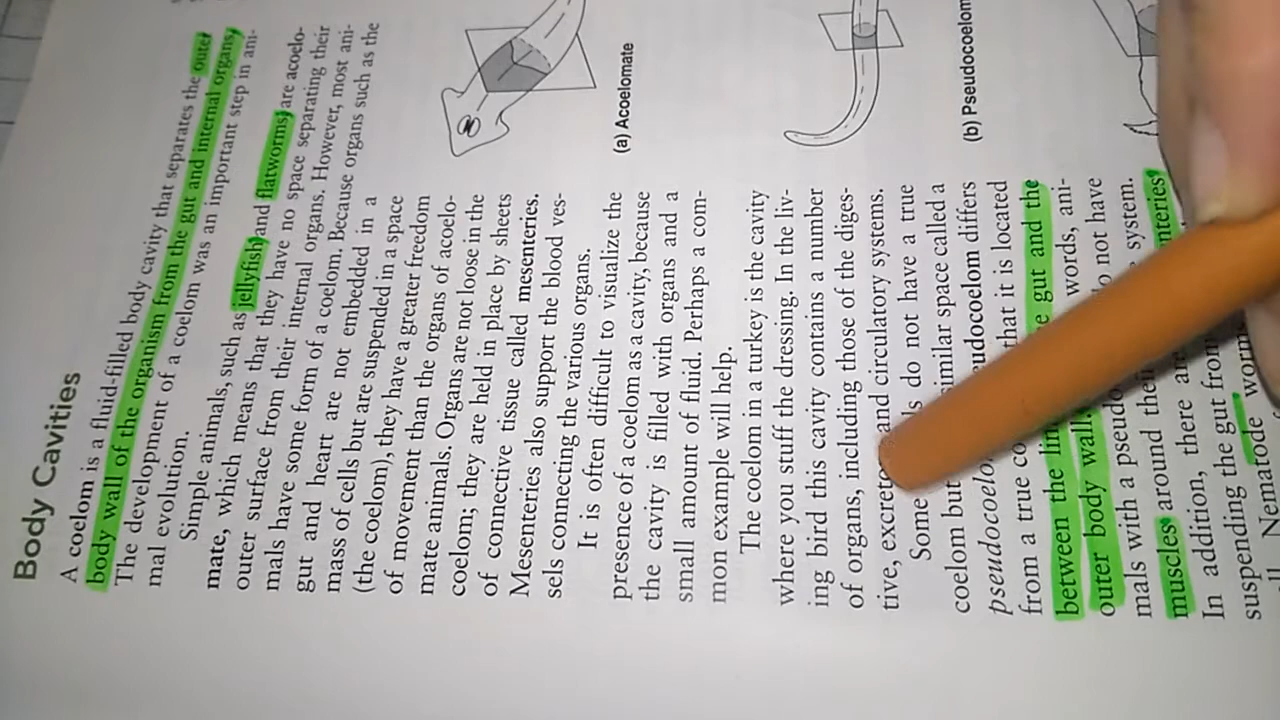 Body Cavities
A coelom is a fluid-filled body cavity that separates the outer
body wall of the organism from the gut and internal organs.
The development of a coelom was an important step in ani-
mal evolution.
Simple animals, such as jellyfish and flatworms, are acoelo-
mate, which means that they have no space separating their
outer surface from their internal organs. However, most ani-
mals have some form of a coelom. Because organs such as the
gut and heart are not embedded in a
mass of cells but are suspended in a space
(the coelom), they have a greater freedom
of movement than the organs of acoelo-
mate animals. Organs are not loose in the
coelom; they are held in place by sheets
of connective tissue called mesenteries.
Mesenteries also support the blood ves-
sels connecting the various organs.
It is often difficult to visualize the
presence of a coelom as a cavity, because
the cavity is filled with organs and a
small amount of fluid. Perhaps a com-
mon example will help.
The coelom in a turkey is the cavity
where you stuff the dressing. In the liv-
ing bird this cavity contains a number
of organs, including those of the diges-
tive, and circulatory systems.
Some do not have a true
coelom but similar space called a
differs
from a true that it is located
between the gut and the
outer body wall. words, ani-
mals with a not have
muscles around system.
In addition, there
suspending the gut from
Nematode
(a) Acoelomate
(b) Pseudocoelom